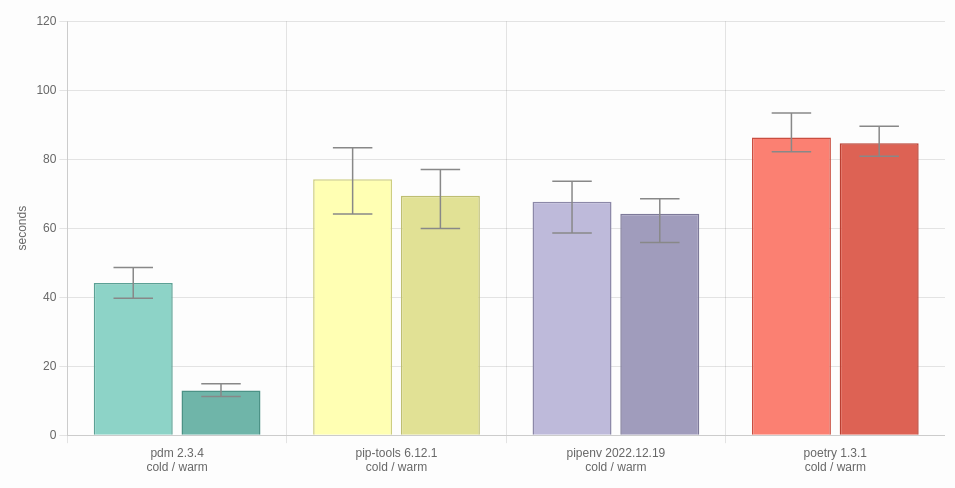 120
100
80
60
40
20
0
seconds
pdm 2.3.4
cold / warm
pip-tools 6.12.1
cold / warm
pipenv 2022.12.19
cold / warm
poetry 1.3.1
cold / warm